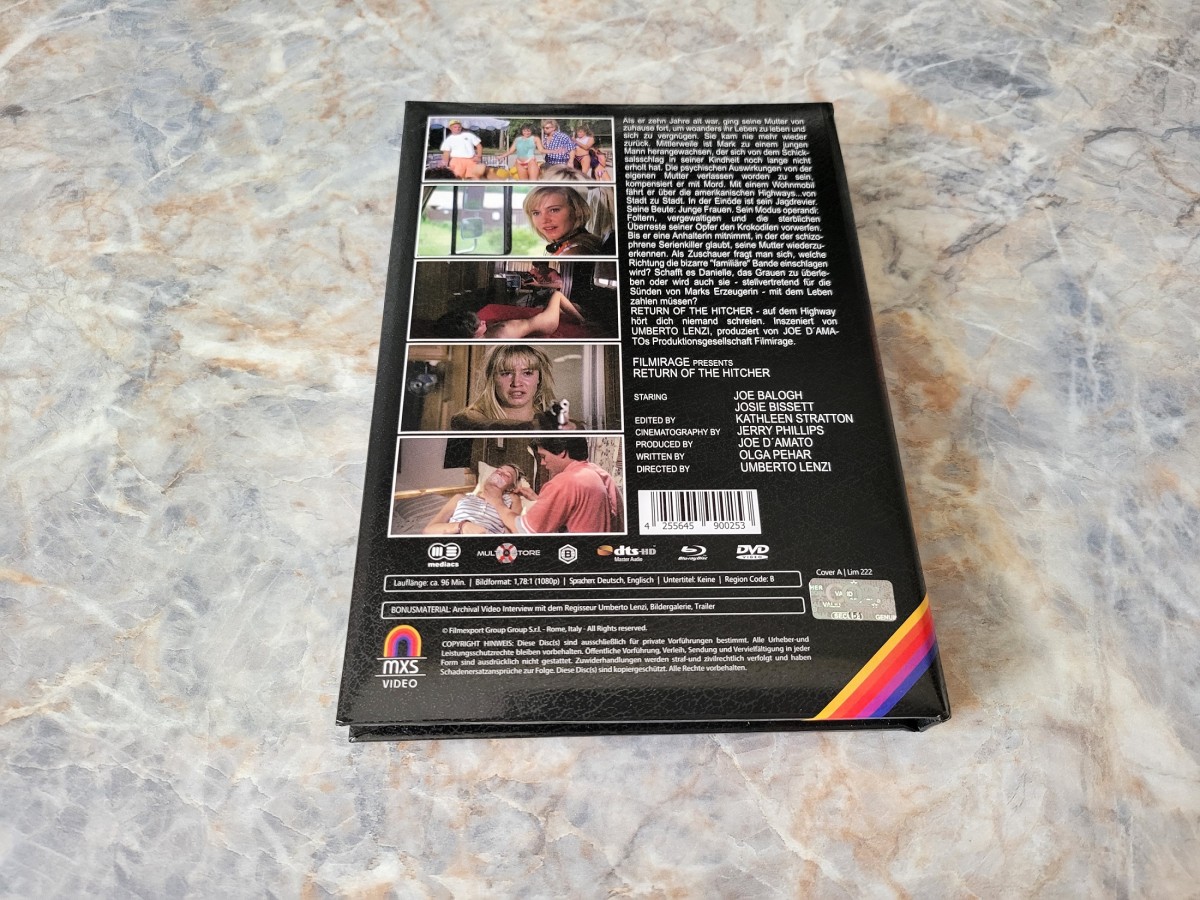 Als er zehn Jahre alt war, ging seine Mutter von
zuhause fort, um woanders ihr Leben zu leben und
sich zu vergnügen. Sie kam nie mehr wieder
zurück. Mittlerweile ist Mark zu einem jungen
Mann herangewachsen, der sich von dem Schick-
salsschlag in seiner Kindheit noch lange nicht
erholt hat. Die psychischen Auswirkungen von der
eigenen Mutter verlassen worden zu sein,
kompensiert er mit Mord. Mit einem Wohnmobil
fährt er über die amerikanischen Highways...von
Stadt zu Stadt. In der Einöde ist sein Jagdrevier.
Seine Beute: Junge Frauen. Sein Modus operandi:
Foltern, vergewaltigen und die sterblichen
Überreste seiner Opfer den Krokodilen vorwerfen.
Bis er eine Anhalterin mitnimmt, in der der schizo-
phrene Serienkiller glaubt, seine Mutter wiederzu-
erkennen. Als Zuschauer fragt man sich, welche
Richtung die bizarre "familiäre" Bande einschlagen
wird? Schafft es Danielle, das Grauen zu überle-
ben oder wird auch sie - stellvertretend für die
Sünden von Marks Erzeugerin - mit dem Leben
zahlen müssen?
RETURN OF THE HITCHER - auf dem Highway
hört dich niemand schreien. Inszeniert von
UMBERTO LENZI, produziert von JOE D´AMA-
TOs Produktionsgesellschaft Filmirage.
FILMIRAGE PRESENTS
RETURN OF THE HITCHER
STARING JOE BALOGH
JOSIE BISSETT
EDITED BY KATHLEEN STRATTON
CINEMATOGRAPHY BY JERRY PHILLIPS
PRODUCED BY JOE D´AMATO
WRITTEN BY OLGA PEHAR
DIRECTED BY UMBERTO LENZI
4 255645 900253
mediacs
MULTI STORE
B
dts-HD
Master Audio
Blu-ray Disc
DVD
VIDEO
Lauflänge: ca. 96 Min. | Bildformat: 1,78:1 (1080p) | Sprachen: Deutsch, Englisch | Untertitel: Keine | Region Code: B
Cover A | Lim 222
BONUSMATERIAL: Archival Video Interview mit dem Regisseur Umberto Lenzi, Bildergalerie, Trailer
© Filmexport Group Group S.r.l. - Rome, Italy - All Rights reserved.
COPYRIGHT HINWEIS: Diese Disc(s) sind ausschließlich für private Vorführungen bestimmt. Alle Urheber-und
Leistungsschutzrechte bleiben vorbehalten. Öffentliche Vorführung, Verleih, Sendung und Vervielfältigung in jeder
Form sind ausdrücklich nicht gestattet. Zuwiderhandlungen werden straf-und zivilrechtlich verfolgt und haben
Schadenersatzansprüche zur Folge. Diese Disc(s) sind kopiergeschützt. Alle Rechte vorbehalten.
MXS
VIDEO